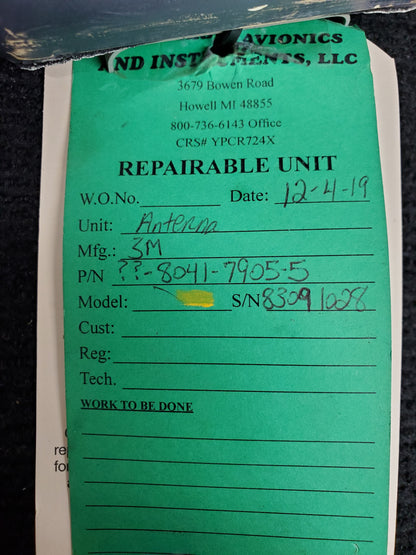 AVIONICS
AND INSTRUMENTS, LLC
3679 Bowen Road
Howell MI 48855
800-736-6143 Office
CRS# YPCR724X
REPAIRABLE UNIT
W.O.No. Date: 12-4-19
Unit: Antenna
Mfg.: 3M
P/N ??-8041-7905-5
Model: S/N 83091028
Cust:
Reg:
Tech.
WORK TO BE DONE